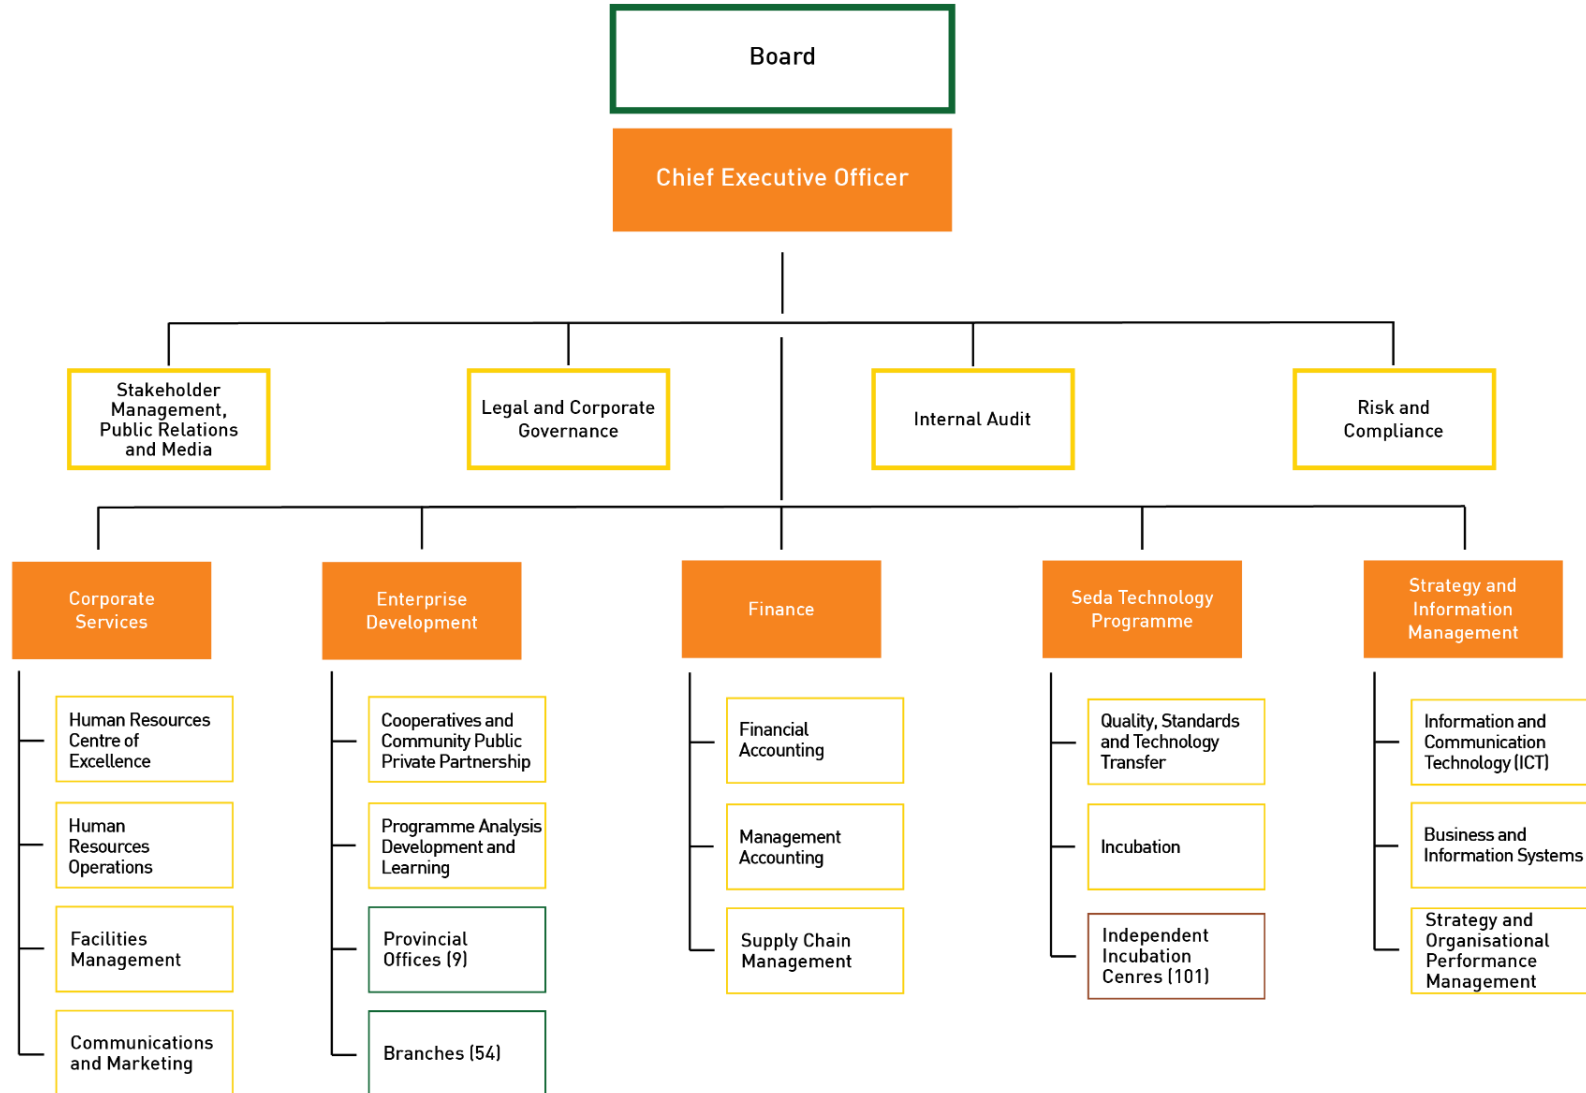 Board
Chief Executive Officer
Stakeholder
Management,
Public Relations
and Media
Legal and Corporate
Governance
Internal Audit
Risk and
Compliance
Corporate
Services
Enterprise
Development
Finance
Seda Technology
Programme
Strategy and
Information
Management
Human Resources
Centre of
Excellence
Human
Resources
Operations
Facilities
Management
Communications
and Marketing
Cooperatives and
Community Public
Private Partnership
Programme Analysis
Development and
Learning
Provincial
Offices (9)
Branches (54)
Financial
Accounting
Management
Accounting
Supply Chain
Management
Quality, Standards
and Technology
Transfer
Incubation
Independent
Incubation
Cenres (101)
Information and
Communication
Technology (ICT)
Business and
Information Systems
Strategy and
Organisational
Performance
Management